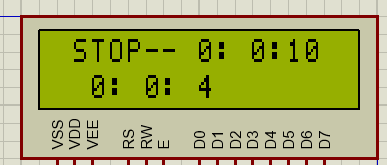 STOP-- 0: 0:10
0: 0: 4
VSS VDD VEE RS RW E D0 D1 D2 D3 D4 D5 D6 D7